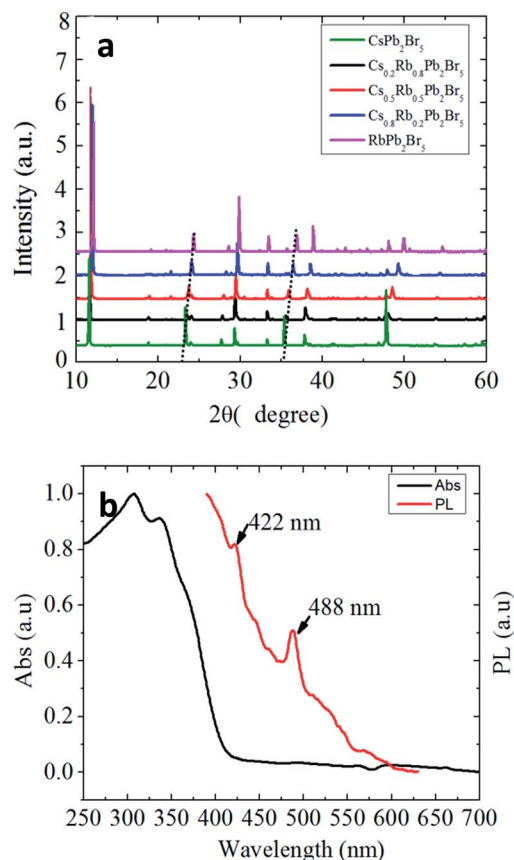 a
8
7
6
5
4
3
2
1
0
Intensity (a.u.)
CsPb₂Br₅
Cs₀.₂Rb₀.₈Pb₂Br₅
Cs₀.₅Rb₀.₅Pb₂Br₅
Cs₀.₈Rb₀.₂Pb₂Br₅
RbPb₂Br₅
10 20 30 40 50 60
2θ( degree)
b
1.0
0.8
0.6
0.4
0.2
0.0
Abs (a.u)
Abs
PL
422 nm
488 nm
PL (a.u)
250 300 350 400 450 500 550 600 650 700
Wavelength (nm)